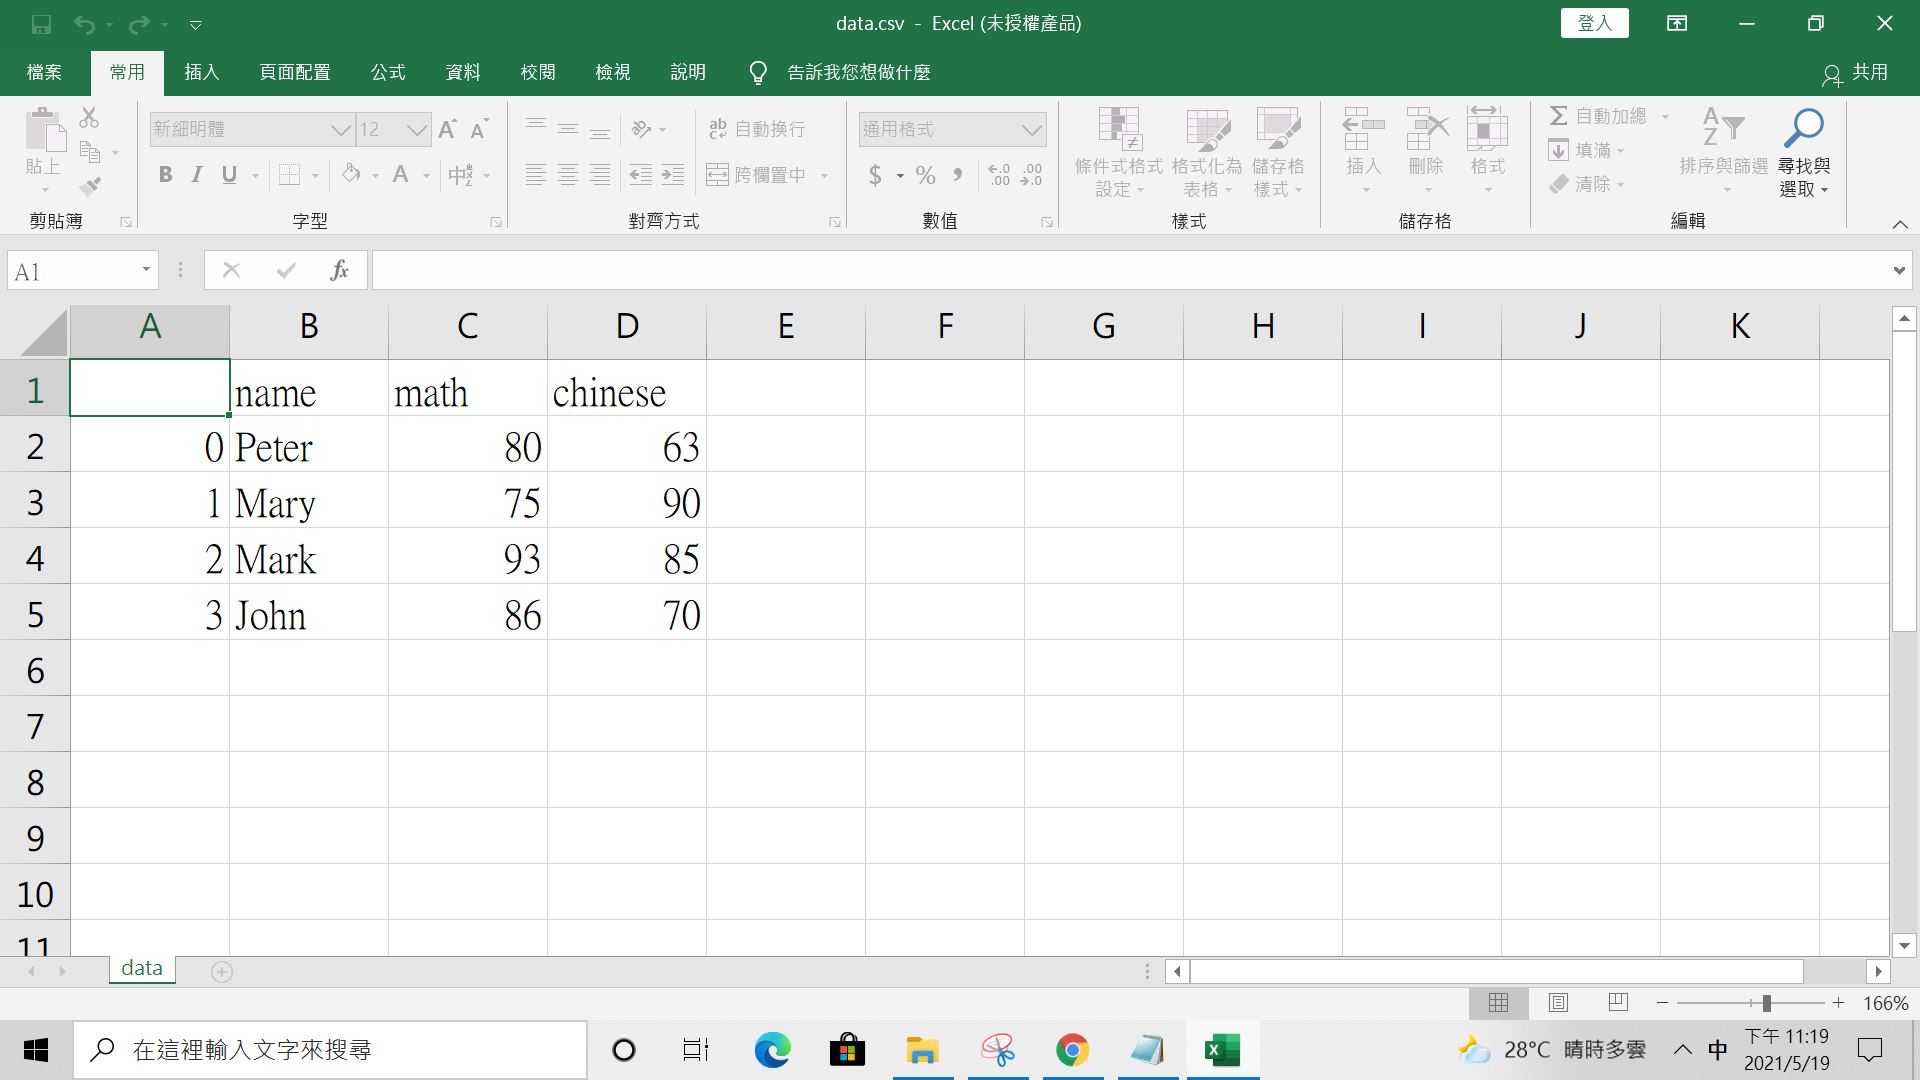 data.csv - Excel (未授權產品)
登入
檔案 常用 插入 頁面配置 公式 資料 校閱 檢視 說明 告訴我您想做什麼 共用
貼上
剪貼簿
新細明體 12 A A
B I U A 中
字型
ab 自動換行
跨欄置中
對齊方式
通用格式
$ % , .00 .00
數值
條件式格式設定
格式化為表格
儲存格樣式
樣式
插入 刪除 格式
儲存格
Σ 自動加總
填滿
清除
排序與篩選
尋找與選取
編輯
A1 fx
A B C D E F G H I J K
1 name math chinese
2 0 Peter 80 63
3 1 Mary 75 90
4 2 Mark 93 85
5 3 John 86 70
6
7
8
9
10
11
data
166%
在這裡輸入文字來搜尋
28°C 晴時多雲
中
下午 11:19
2021/5/19